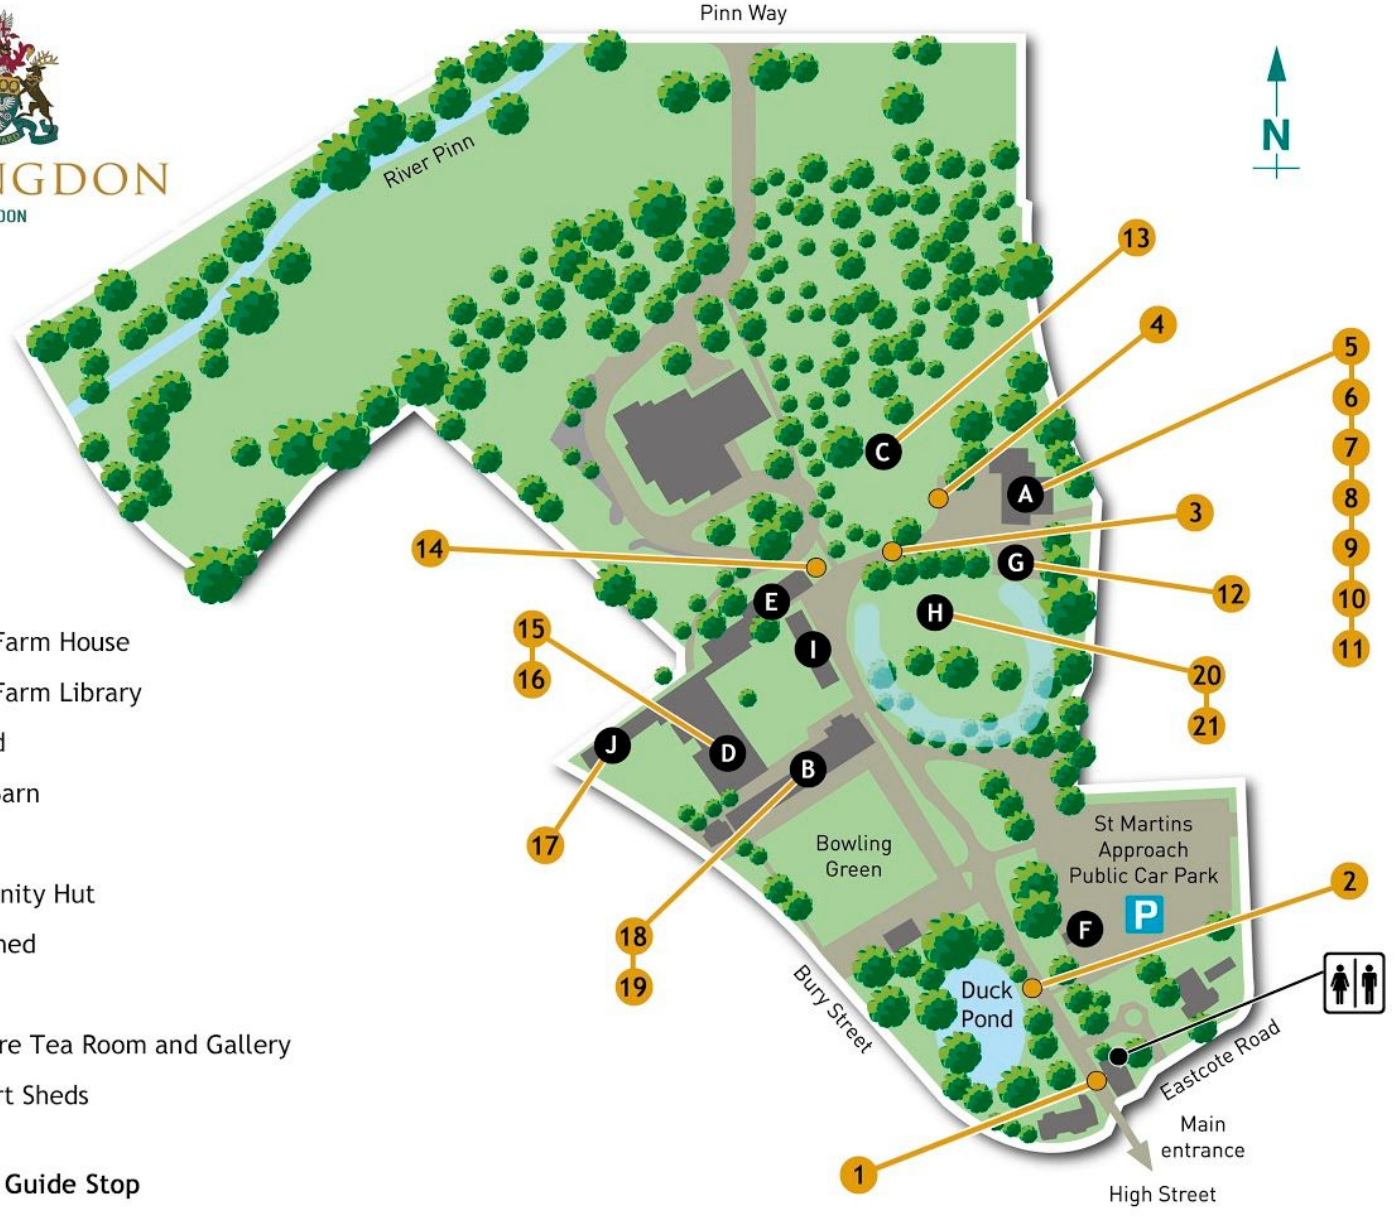 Pinn Way
NGDON
DON
River Pinn
N
13
4
5
6
7
8
9
10
11
C
A
3
14
G
12
E
H
15
16
I
20
21
Farm House
Farm Library
d
Barn
nity Hut
hed
re Tea Room and Gallery
rt Sheds
Guide Stop
J
D
B
17
18
19
Bowling
Green
St Martins
Approach
Public Car Park
P
F
2
Duck
Pond
Bury Street
Eastcote Road
1
Main
entrance
High Street